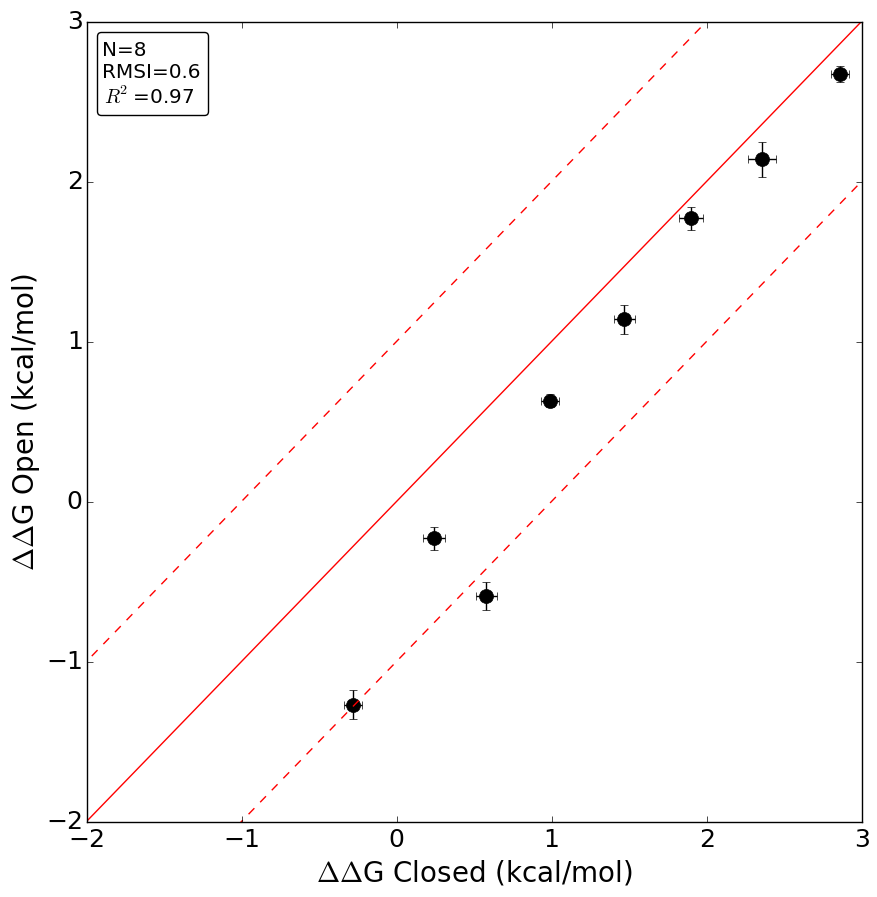 N=8
RMSI=0.6
R² =0.97
3
2
1
0
−1
−2
ΔΔG Open (kcal/mol)
−2 −1 0 1 2 3
ΔΔG Closed (kcal/mol)